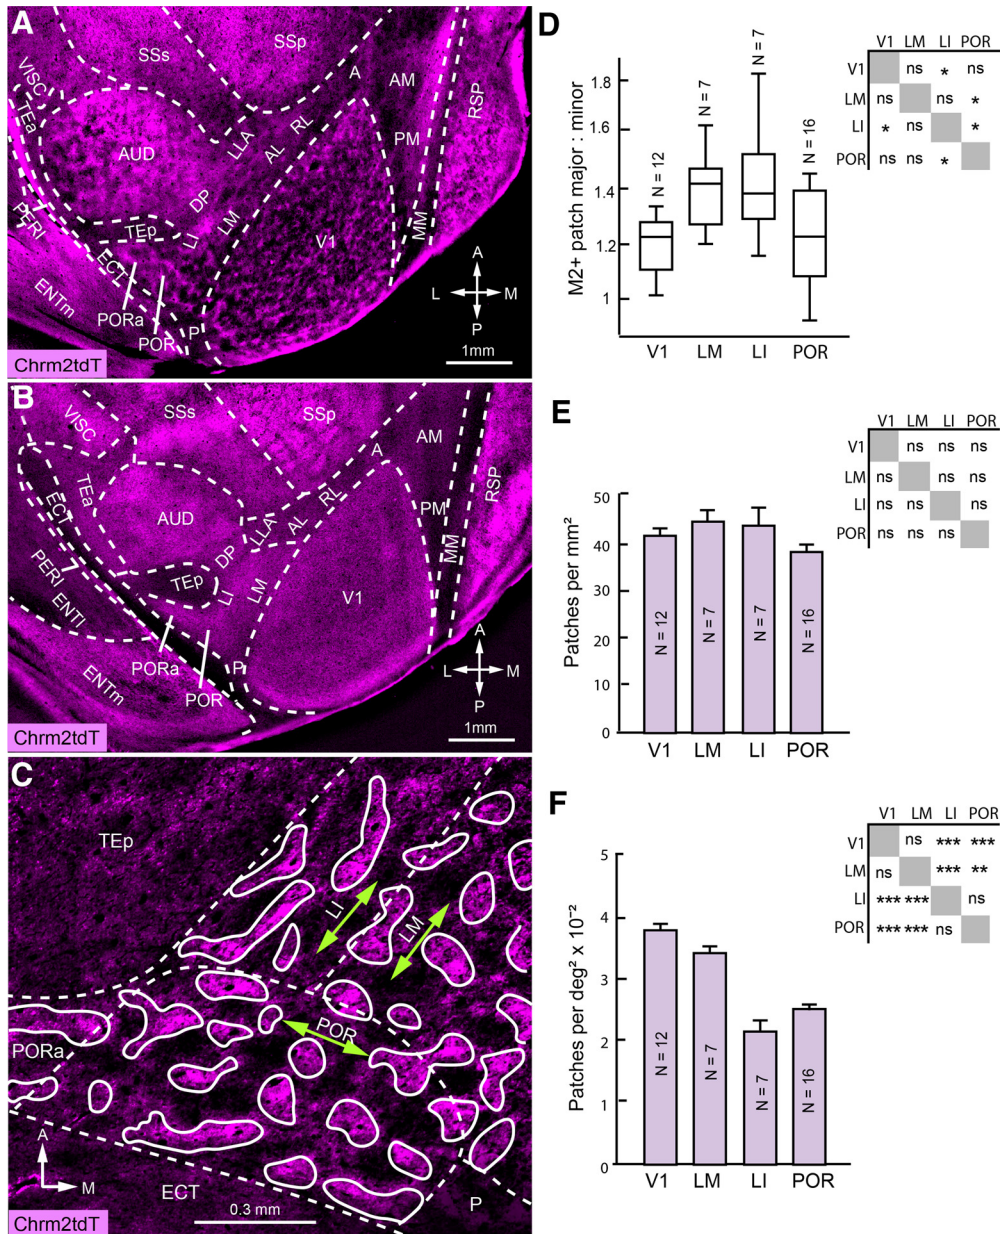 A
SSs
SSp
VISC
TEa
AUD
LLA
RL
AL
A
AM
PM
RSP
DP
LM
LI
TEp
V1
MM
PERI
ECT
ENTm
PORa
POR
P
A
L
M
P
1mm
Chrm2tdT
B
VISC
SSs
SSp
AM
A
RL
AL
LLA
TEa
ECT
AUD
PM
RSP
DP
MM
TEp
LI
LM
V1
PERI
ENTl
PORa
POR
P
ENTm
A
L
M
P
1mm
Chrm2tdT
C
TEp
LI
LM
POR
PORa
A
M
ECT
0.3 mm
P
Chrm2tdT
D
M2+ patch major : minor
1.8
1.6
1.4
1.2
1
N = 12
N = 7
N = 7
N = 16
V1 LM LI POR
V1 LM LI POR
V1 ns * ns
LM ns ns *
LI * ns *
POR ns ns *
E
Patches per mm²
50
40
30
20
10
0
N = 12
N = 7
N = 7
N = 16
V1 LM LI POR
V1 LM LI POR
V1 ns ns ns
LM ns ns ns
LI ns ns ns
POR ns ns ns
F
Patches per deg² x 10⁻²
5
4
3
2
1
0
N = 12
N = 7
N = 7
N = 16
V1 LM LI POR
V1 LM LI POR
V1 ns *** ***
LM ns *** **
LI *** *** ns
POR *** *** ns